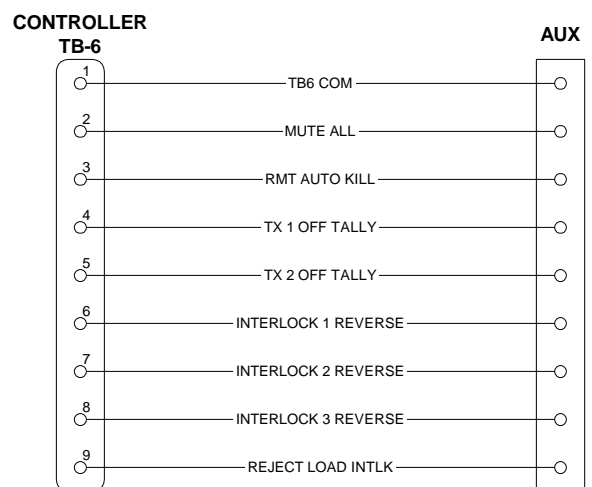 CONTROLLER
TB-6
AUX
1
TB6 COM
2
MUTE ALL
3
RMT AUTO KILL
4
TX 1 OFF TALLY
5
TX 2 OFF TALLY
6
INTERLOCK 1 REVERSE
7
INTERLOCK 2 REVERSE
8
INTERLOCK 3 REVERSE
9
REJECT LOAD INTLK